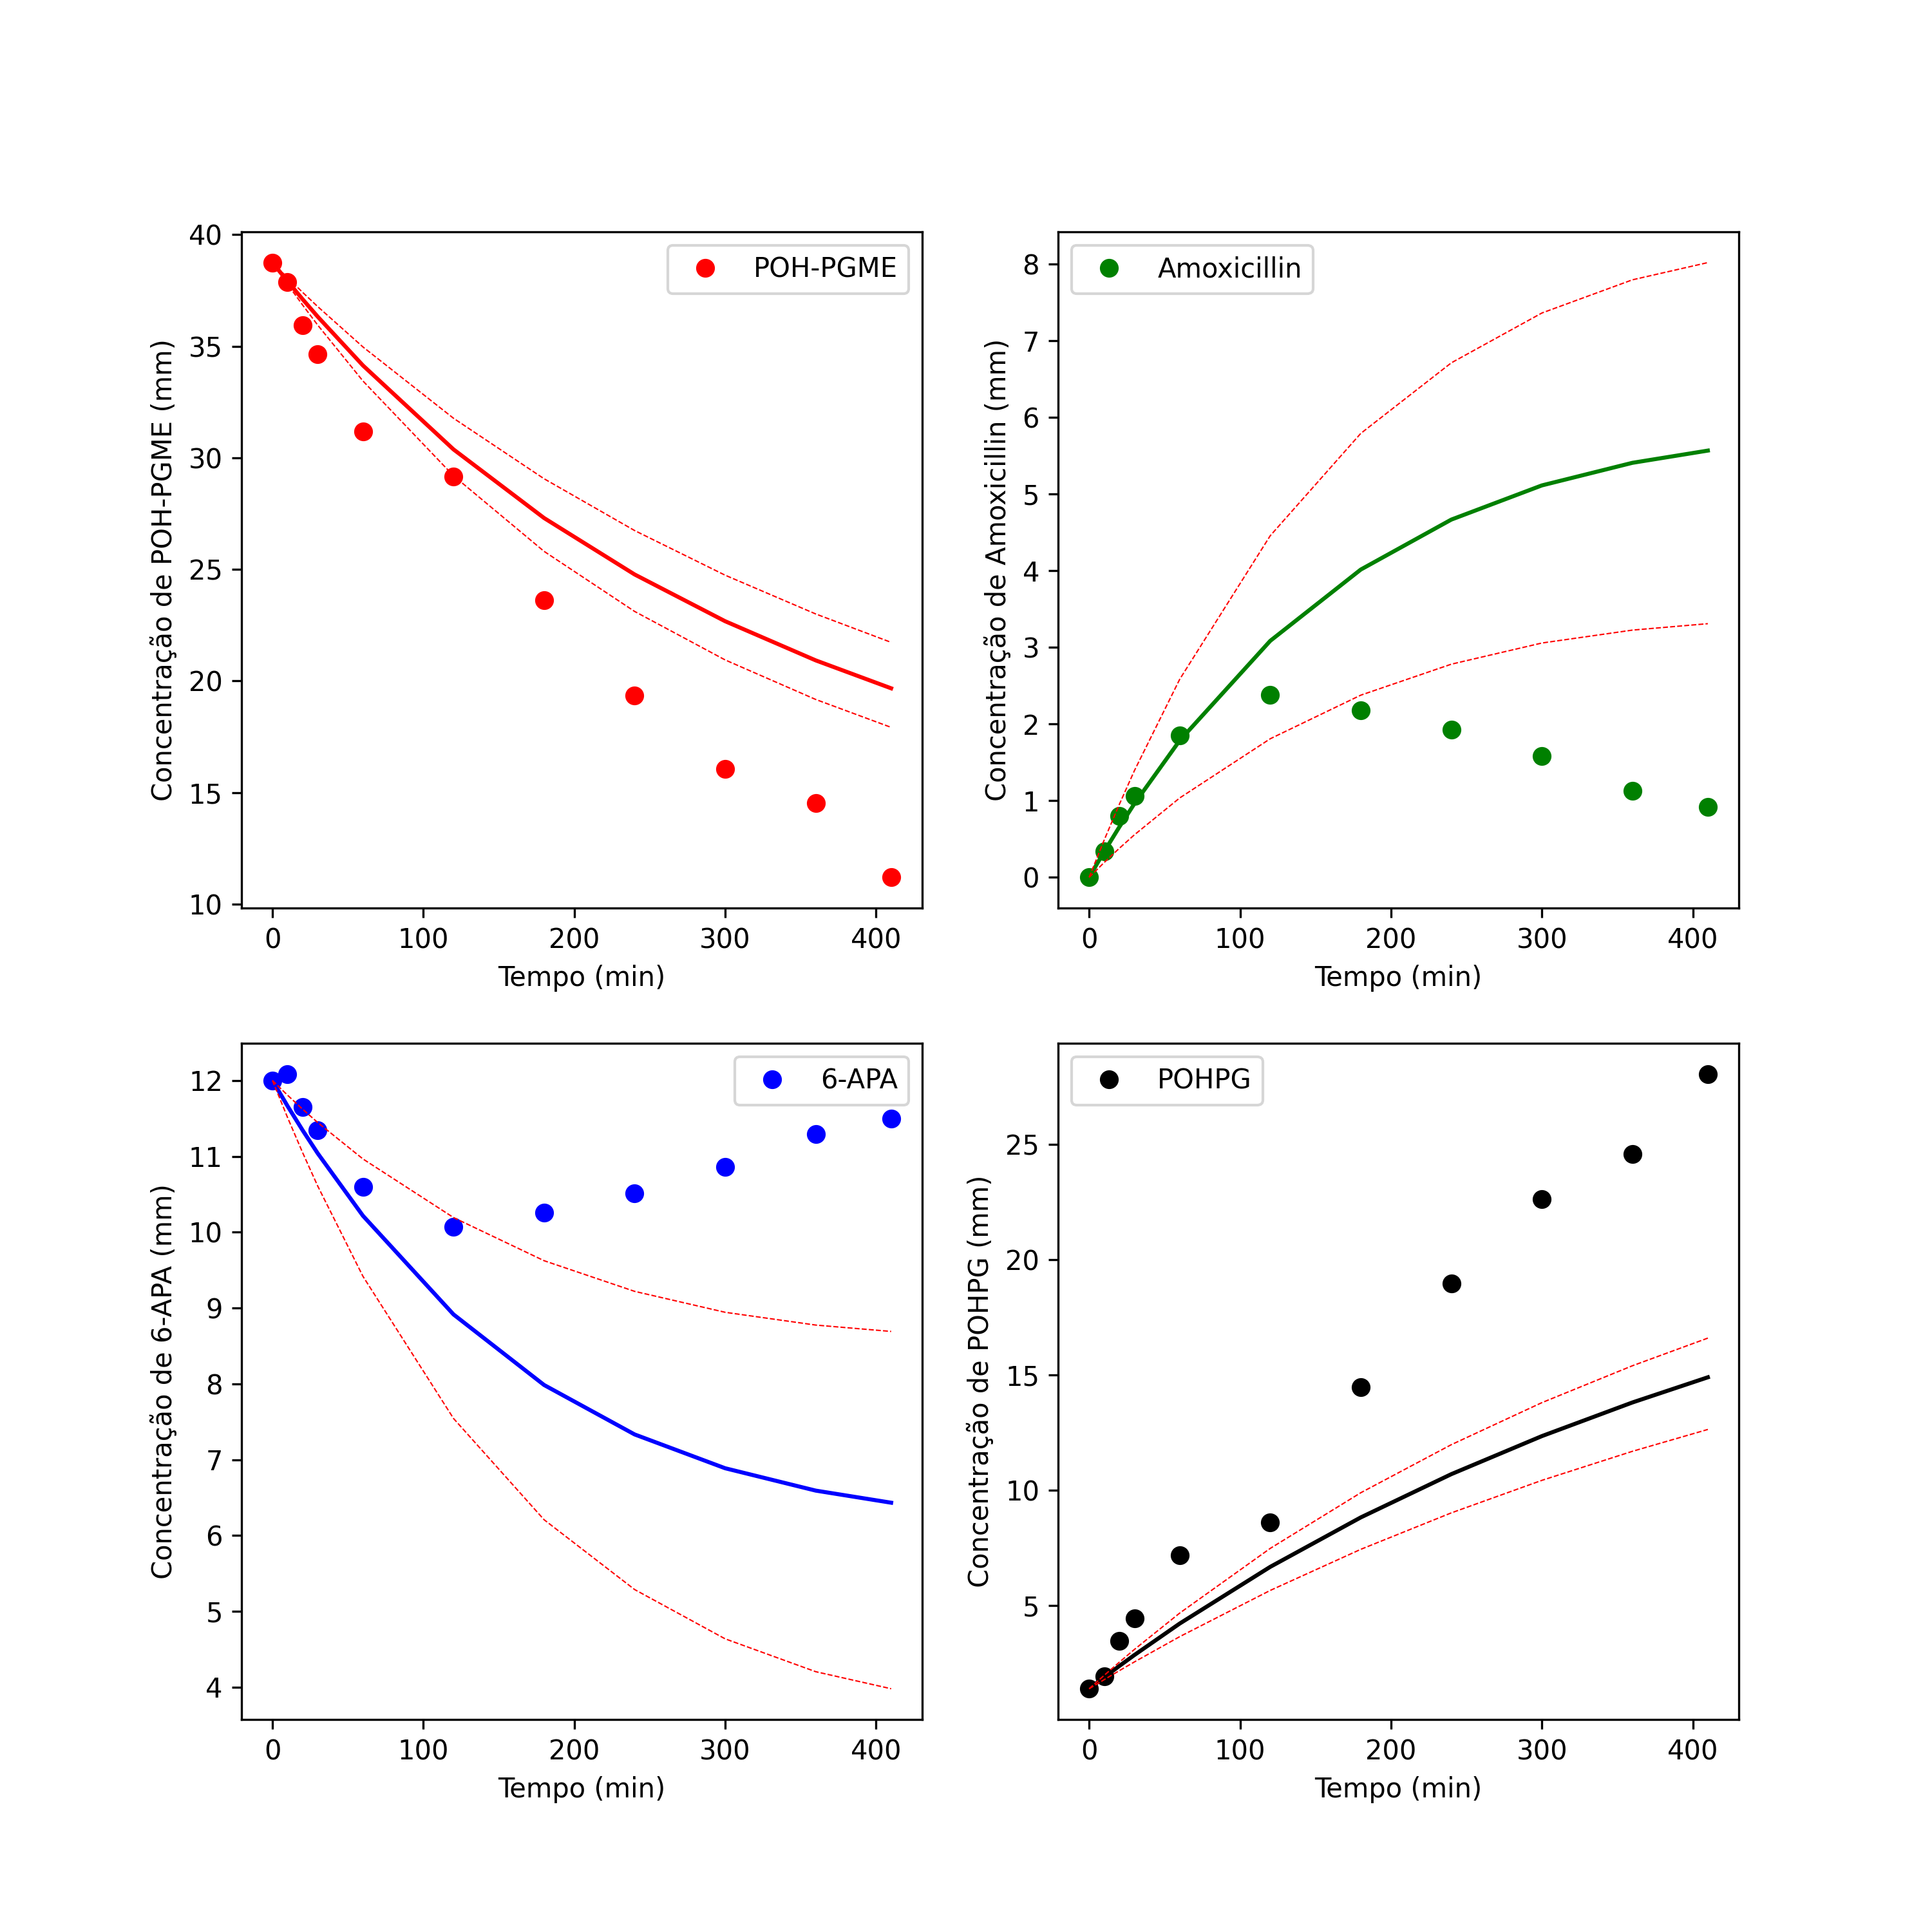 POH-PGME
Concentração de POH-PGME (mm)
40
35
30
25
20
15
10
0 100 200 300 400
Tempo (min)
Amoxicillin
Concentração de Amoxicillin (mm)
8
7
6
5
4
3
2
1
0
0 100 200 300 400
Tempo (min)
6-APA
Concentração de 6-APA (mm)
12
11
10
9
8
7
6
5
4
0 100 200 300 400
Tempo (min)
POHPG
Concentração de POHPG (mm)
25
20
15
10
5
0 100 200 300 400
Tempo (min)